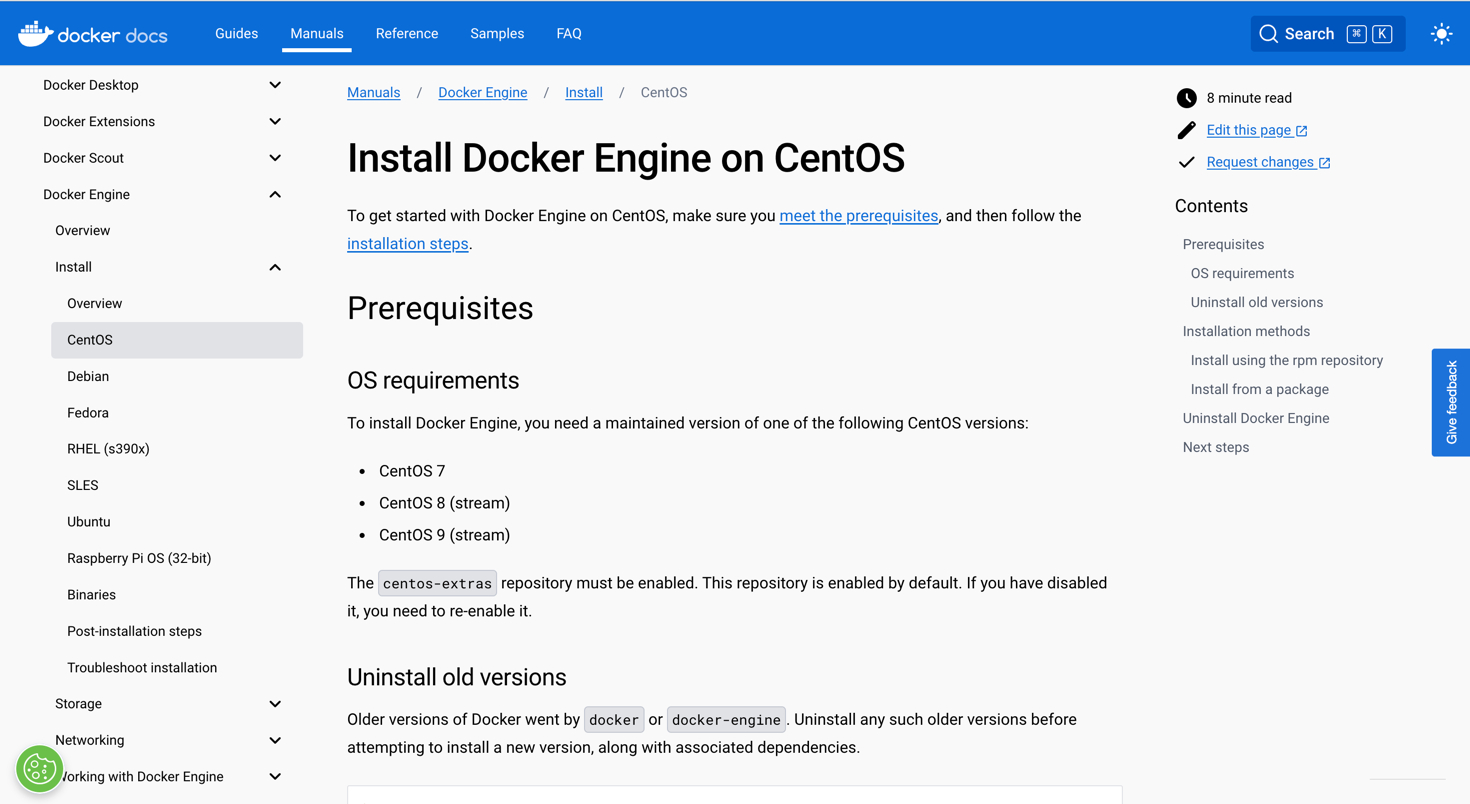 docker docs
Guides
Manuals
Reference
Samples
FAQ
Search ⌘ K
Docker Desktop
Docker Extensions
Docker Scout
Docker Engine
Overview
Install
Overview
CentOS
Debian
Fedora
RHEL (s390x)
SLES
Ubuntu
Raspberry Pi OS (32-bit)
Binaries
Post-installation steps
Troubleshoot installation
Storage
Networking
Working with Docker Engine
Manuals / Docker Engine / Install / CentOS
Install Docker Engine on CentOS
To get started with Docker Engine on CentOS, make sure you meet the prerequisites, and then follow the
installation steps.
Prerequisites
OS requirements
To install Docker Engine, you need a maintained version of one of the following CentOS versions:
• CentOS 7
• CentOS 8 (stream)
• CentOS 9 (stream)
The centos-extras repository must be enabled. This repository is enabled by default. If you have disabled
it, you need to re-enable it.
Uninstall old versions
Older versions of Docker went by docker or docker-engine. Uninstall any such older versions before
attempting to install a new version, along with associated dependencies.
8 minute read
Edit this page
Request changes
Contents
Prerequisites
OS requirements
Uninstall old versions
Installation methods
Install using the rpm repository
Install from a package
Uninstall Docker Engine
Next steps
Give feedback